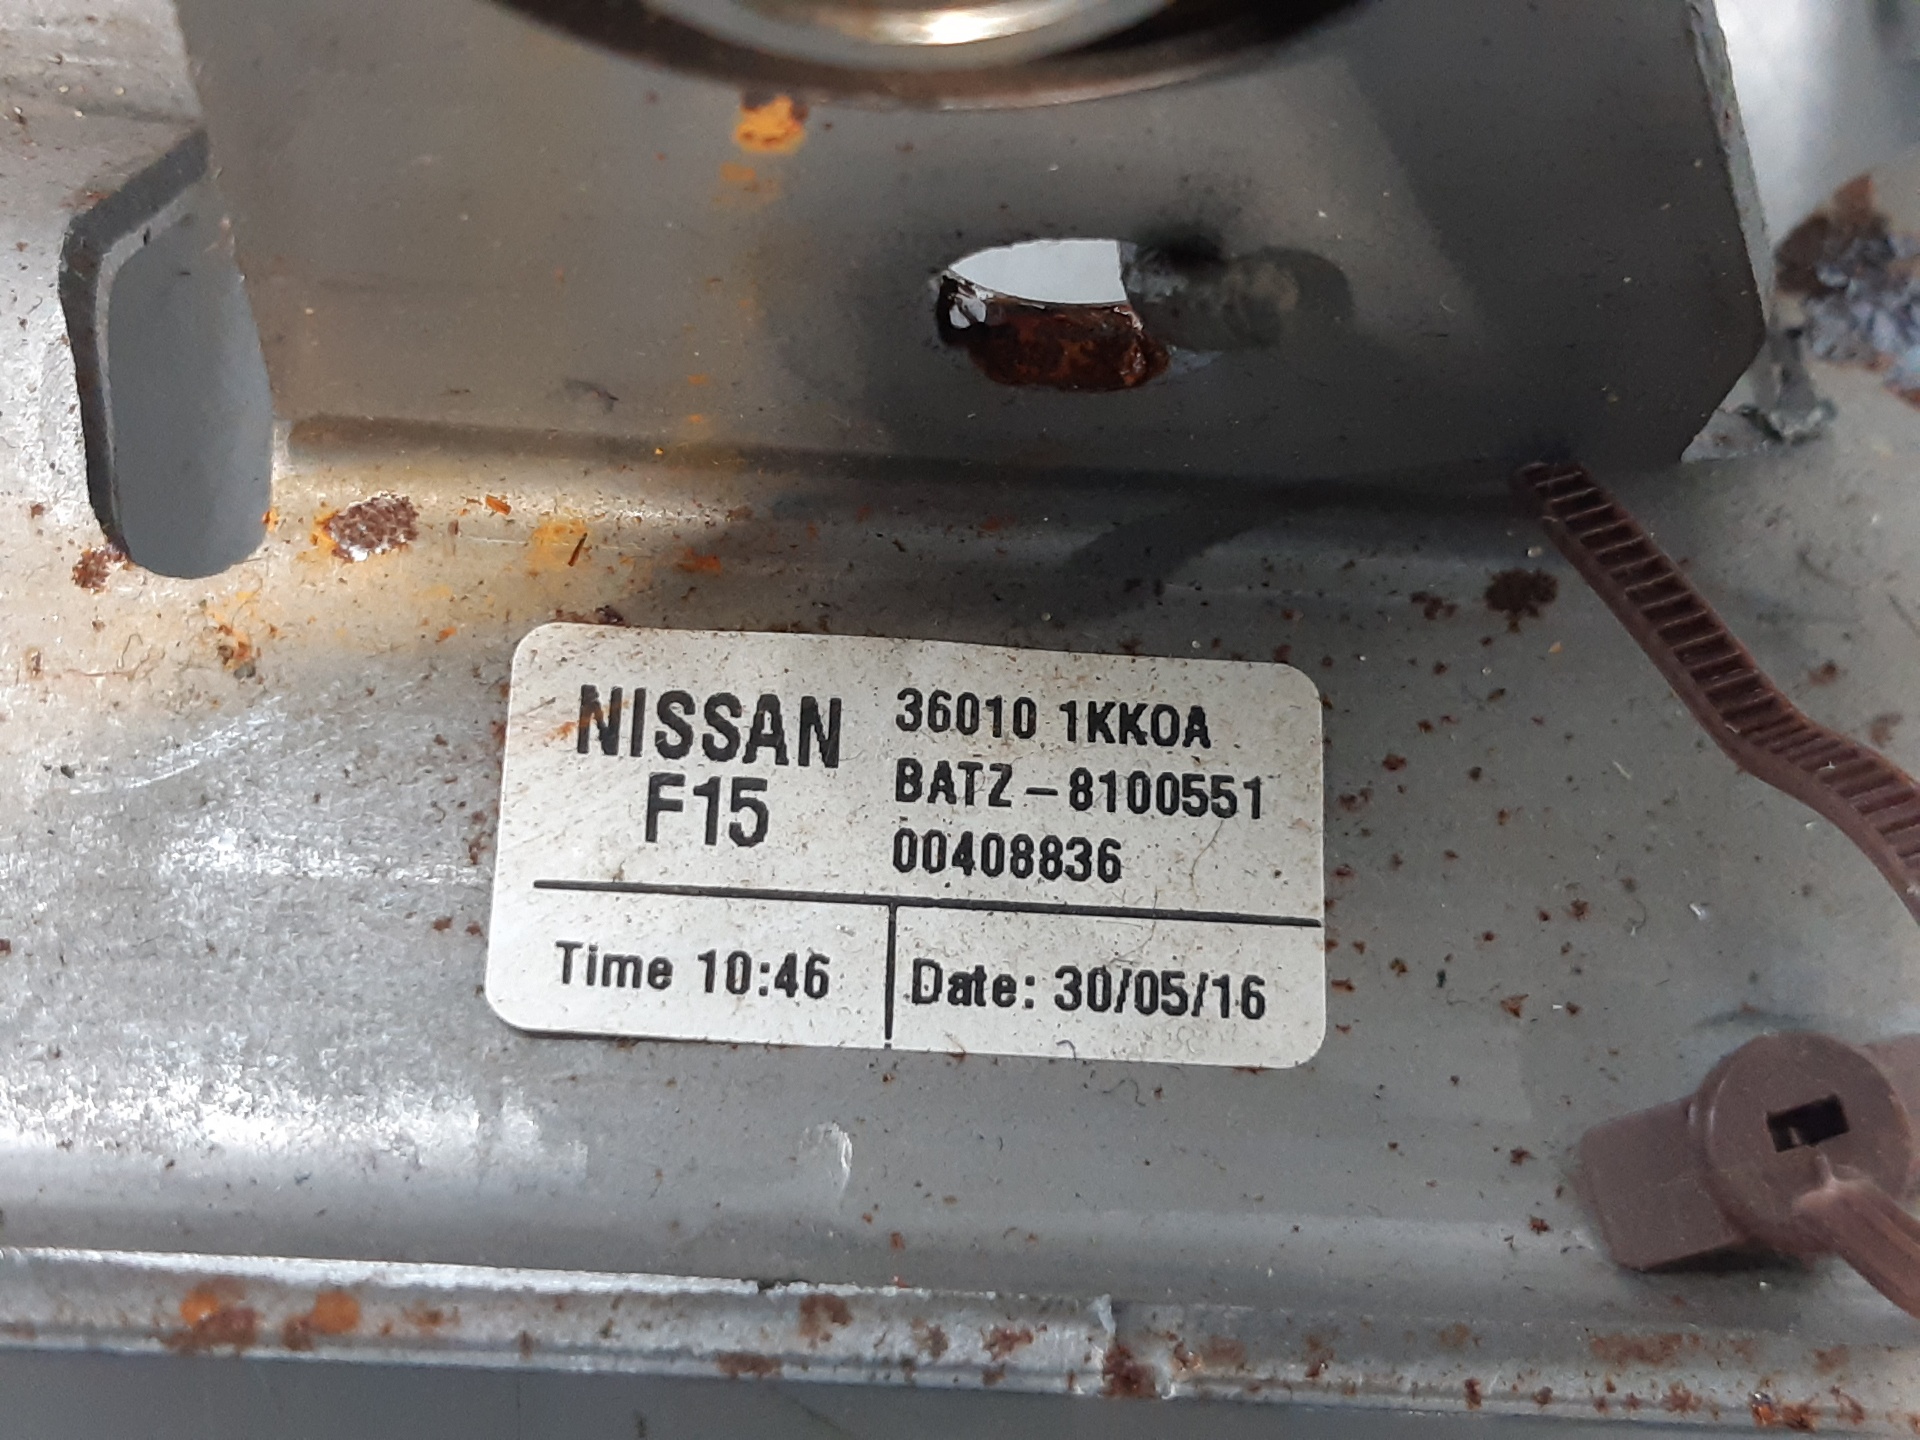 NISSAN
F15
36010 1KK0A
BATZ - 8100551
00408836
Time 10:46
Date: 30/05/16